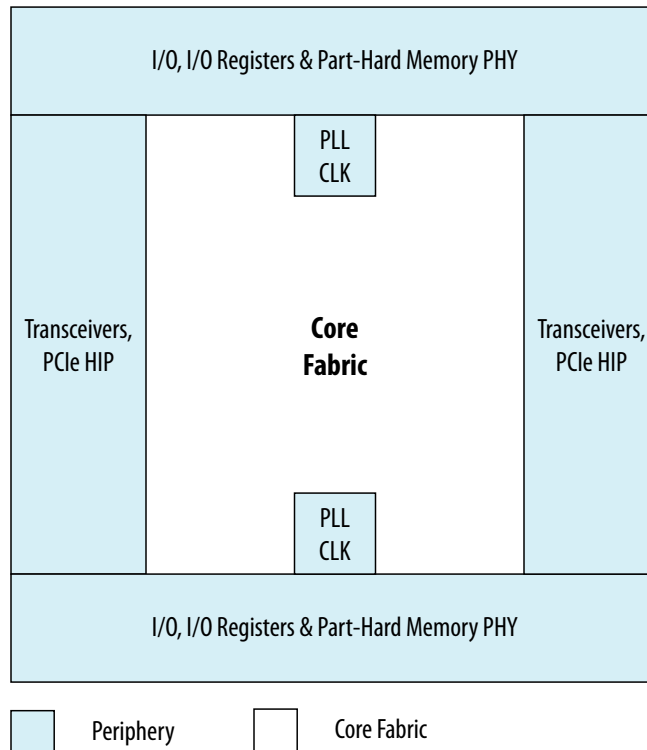 I/O, I/O Registers & Part-Hard Memory PHY
PLL
CLK
Transceivers,
PCIe HIP
Core
Fabric
Transceivers,
PCIe HIP
PLL
CLK
I/O, I/O Registers & Part-Hard Memory PHY
Periphery
Core Fabric